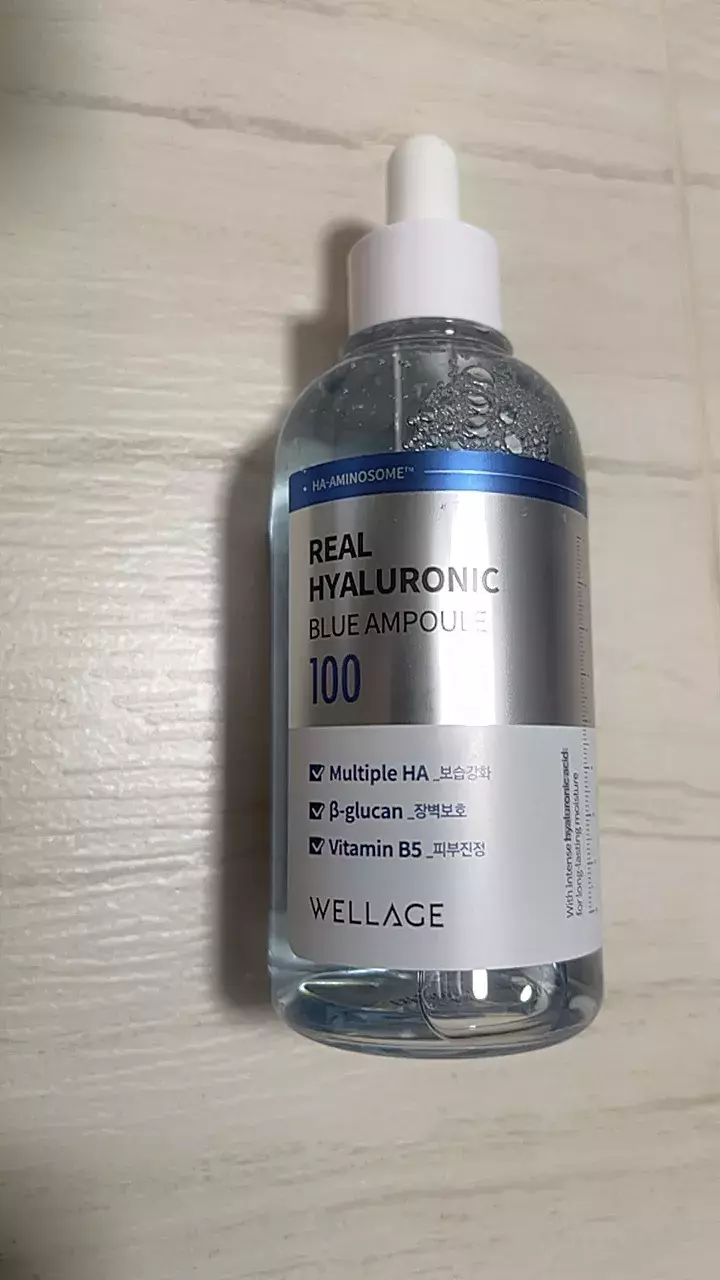 HA-AMINOSOME™
REAL
HYALURONIC
BLUE AMPOULE
100
Multiple HA _보습강화
β-glucan _장벽보호
Vitamin B5 _피부진정
WELLAGE
With intense hyaluronic acid
for long-lasting moisture